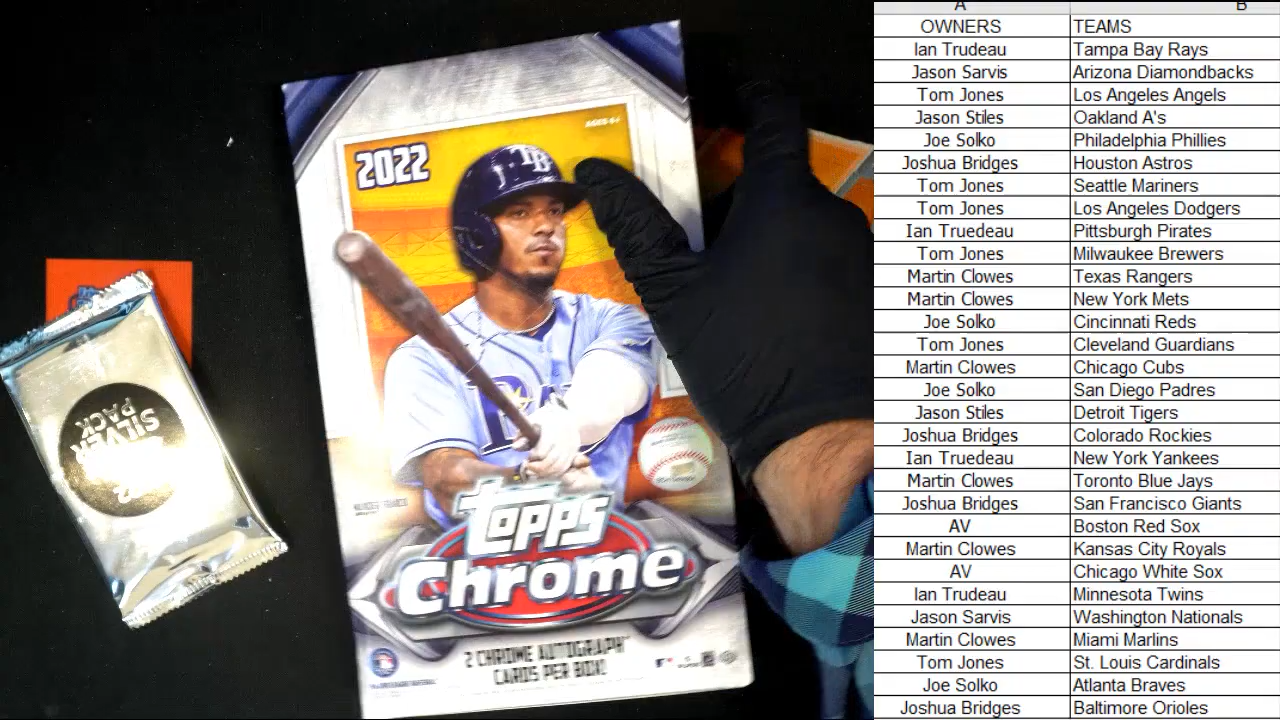 A B
OWNERS TEAMS
Ian Trudeau Tampa Bay Rays
Jason Sarvis Arizona Diamondbacks
Tom Jones Los Angeles Angels
Jason Stiles Oakland A's
Joe Solko Philadelphia Phillies
Joshua Bridges Houston Astros
Tom Jones Seattle Mariners
Tom Jones Los Angeles Dodgers
Ian Truedeau Pittsburgh Pirates
Tom Jones Milwaukee Brewers
Martin Clowes Texas Rangers
Martin Clowes New York Mets
Joe Solko Cincinnati Reds
Tom Jones Cleveland Guardians
Martin Clowes Chicago Cubs
Joe Solko San Diego Padres
Jason Stiles Detroit Tigers
Joshua Bridges Colorado Rockies
Ian Truedeau New York Yankees
Martin Clowes Toronto Blue Jays
Joshua Bridges San Francisco Giants
AV Boston Red Sox
Martin Clowes Kansas City Royals
AV Chicago White Sox
Ian Trudeau Minnesota Twins
Jason Sarvis Washington Nationals
Martin Clowes Miami Marlins
Tom Jones St. Louis Cardinals
Joe Solko Atlanta Braves
Joshua Bridges Baltimore Orioles
AGES 6+
2022
TB
topps
Chrome
2 CHROME AUTOGRAPH
CARDS PER BOX!
SILVER
PACK